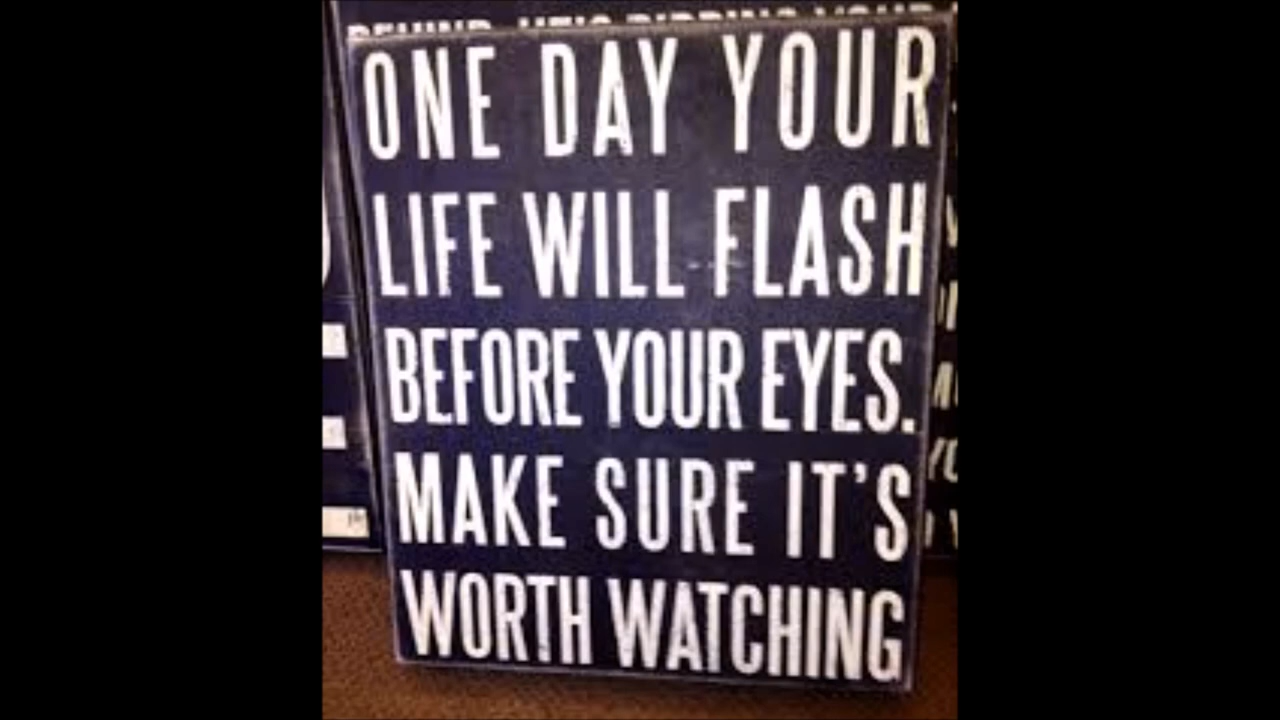 ONE DAY YOUR
LIFE WILL FLASH
BEFORE YOUR EYES.
MAKE SURE IT'S
WORTH WATCHING